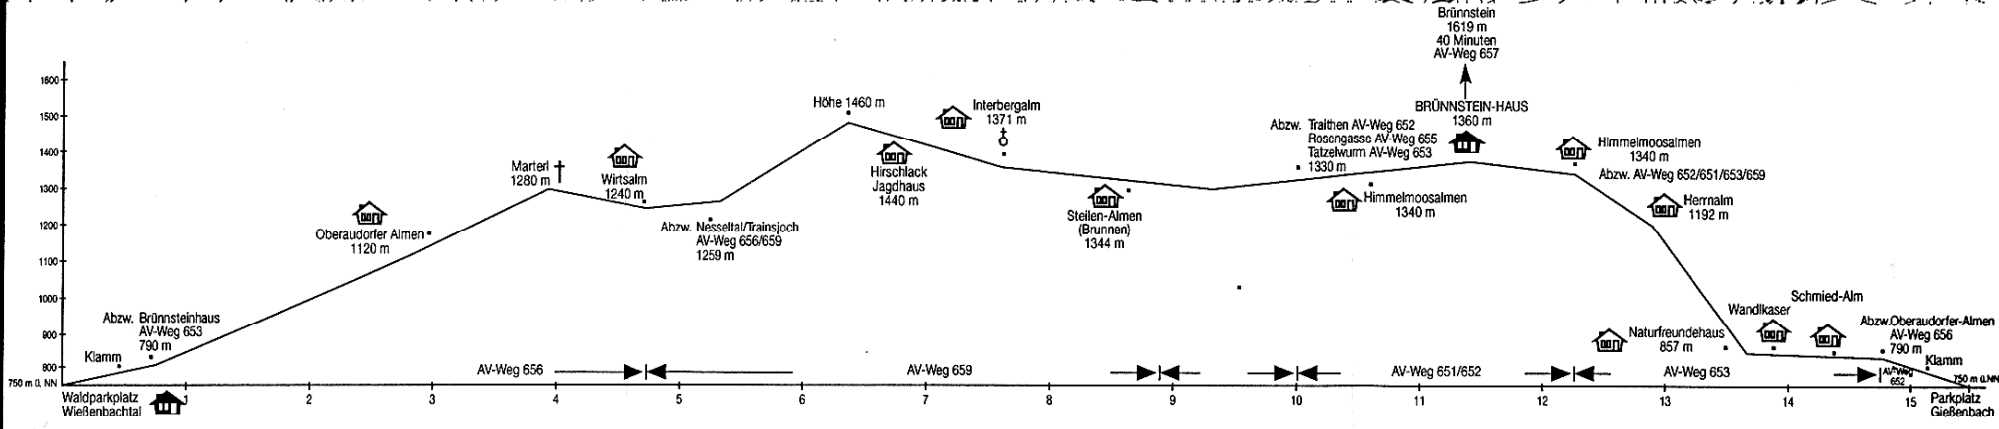 Brünnstein
1619 m
40 Minuten
AV-Weg 657
1600
1500
1400
1300
1200
1100
1000
900
800
750 m ü. NN
Klamm
Abzw. Brünnsteinhaus
AV-Weg 653
790 m
Oberaudorfer Almen
1120 m
Marterl
1280 m
Wirtsalm
1240 m
Abzw. Nesseltal/Trainsjoch
AV-Weg 656/659
1259 m
Höhe 1460 m
Hirschlack
Jagdhaus
1440 m
Interbergalm
1371 m
Steilen-Almen
(Brunnen)
1344 m
Abzw. Traithen AV-Weg 652
Rosengasse AV-Weg 655
Tatzelwurm AV-Weg 653
1330 m
Himmelmoosalmen
1340 m
BRÜNNSTEIN-HAUS
1360 m
Himmelmoosalmen
1340 m
Abzw. AV-Weg 652/651/653/659
Herrnalm
1192 m
Naturfreundehaus
857 m
Wandlkaser
Schmied-Alm
Abzw.Oberaudorfer-Almen
AV-Weg 656
790 m
Klamm
750 m ü.NN
AV-Weg 656
AV-Weg 659
AV-Weg 651/652
AV-Weg 653
AV-Weg
652
1 2 3 4 5 6 7 8 9 10 11 12 13 14 15
Waldparkplatz
Wießenbachtal
Parkplatz
Gießenbach